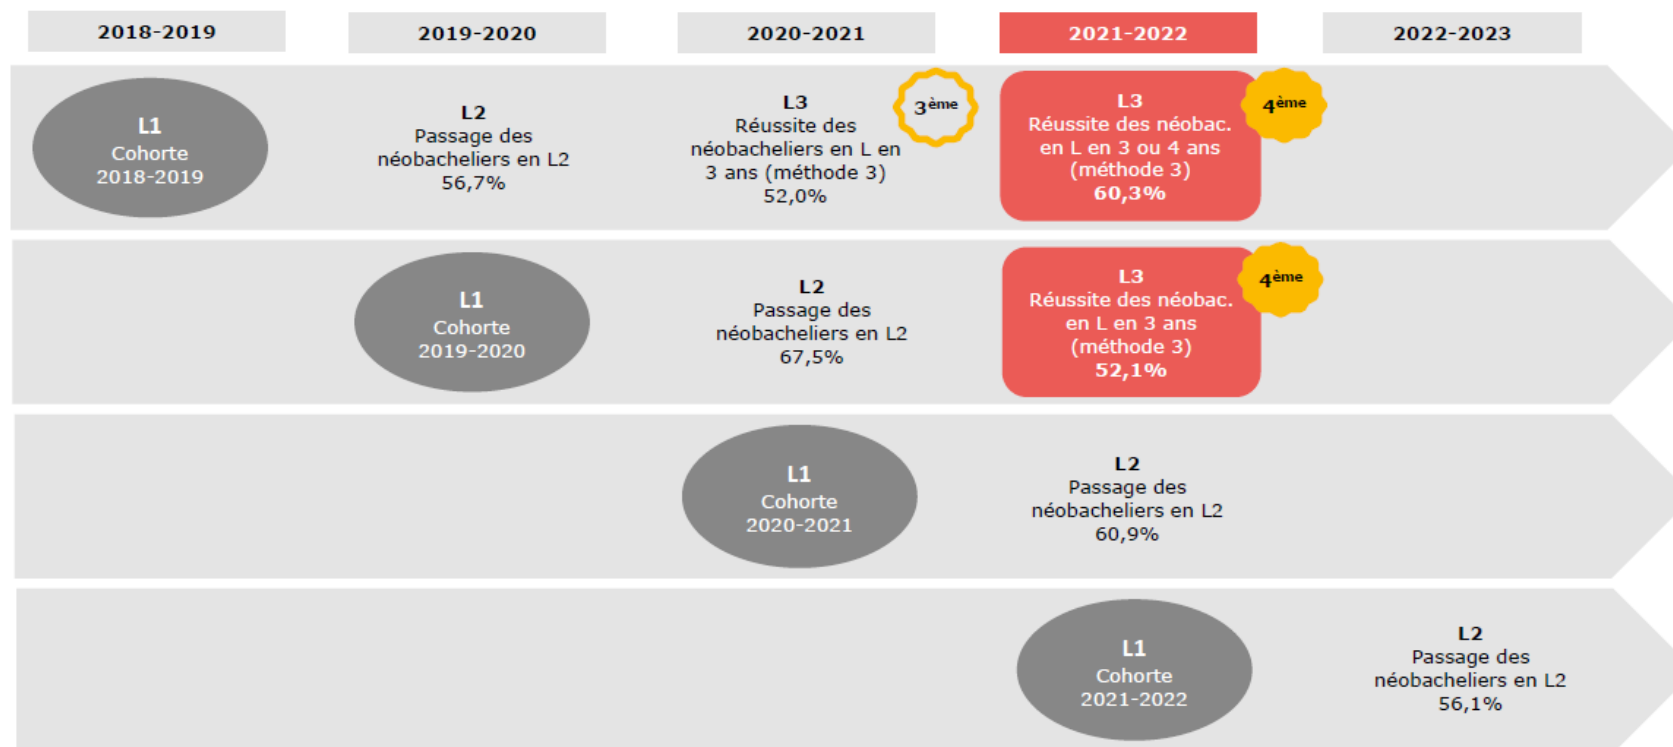 2018-2019
2019-2020
2020-2021
2021-2022
2022-2023
L1
Cohorte
2018-2019
L2
Passage des
néobacheliers en L2
56,7%
L3
Réussite des
néobacheliers en L en
3 ans (méthode 3)
52,0%
3ème
L3
Réussite des néobac.
en L en 3 ou 4 ans
(méthode 3)
60,3%
4ème
L1
Cohorte
2019-2020
L2
Passage des
néobacheliers en L2
67,5%
L3
Réussite des néobac.
en L en 3 ans
(méthode 3)
52,1%
4ème
L1
Cohorte
2020-2021
L2
Passage des
néobacheliers en L2
60,9%
L1
Cohorte
2021-2022
L2
Passage des
néobacheliers en L2
56,1%